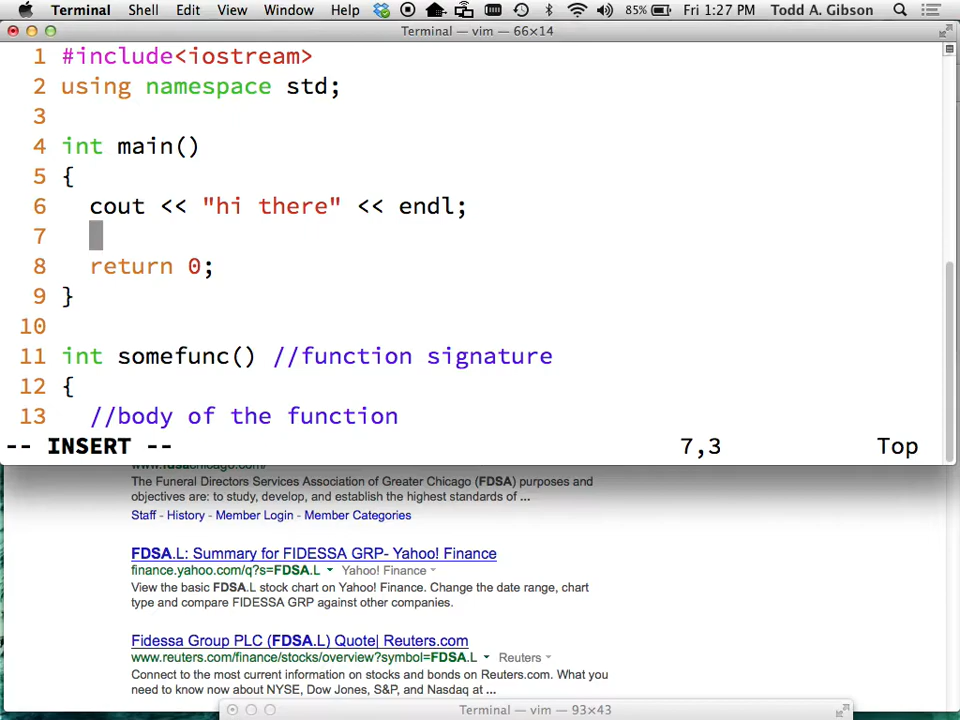 Terminal Shell Edit View Window Help 85% Fri 1:27 PM Todd A. Gibson
Terminal — vim — 66×14
1 #include<iostream>
2 using namespace std;
3
4 int main()
5 {
6 cout << "hi there" << endl;
7
8 return 0;
9 }
10
11 int somefunc() //function signature
12 {
13 //body of the function
-- INSERT -- 7,3 Top
www.fdsachicago.com/
The Funeral Directors Services Association of Greater Chicago (FDSA) purposes and
objectives are: to study, develop, and establish the highest standards of ...
Staff - History - Member Login - Member Categories
FDSA.L: Summary for FIDESSA GRP- Yahoo! Finance
finance.yahoo.com/q?s=FDSA.L Yahoo! Finance
View the basic FDSA.L stock chart on Yahoo! Finance. Change the date range, chart
type and compare FIDESSA GRP against other companies.
Fidessa Group PLC (FDSA.L) Quote| Reuters.com
www.reuters.com/finance/stocks/overview?symbol=FDSA.L Reuters
Connect to the most current information on stocks and bonds on Reuters.com. What you
need to know now about NYSE, Dow Jones, S&P, and Nasdaq at ...
Terminal — vim — 93×43